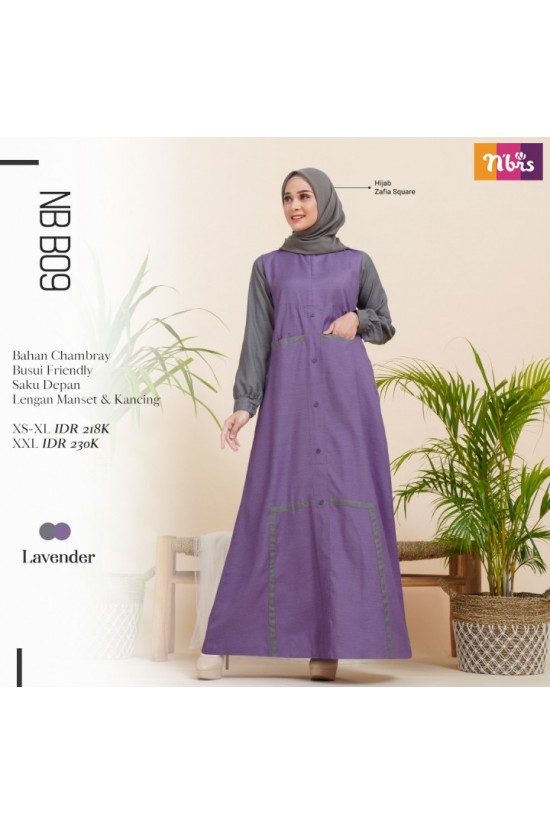 N'brs
Hijab
Zafia Square
NB B09
Bahan Chambray
Busui Friendly
Saku Depan
Lengan Manset & Kancing
XS-XL IDR 218K
XXL IDR 230K
Lavender